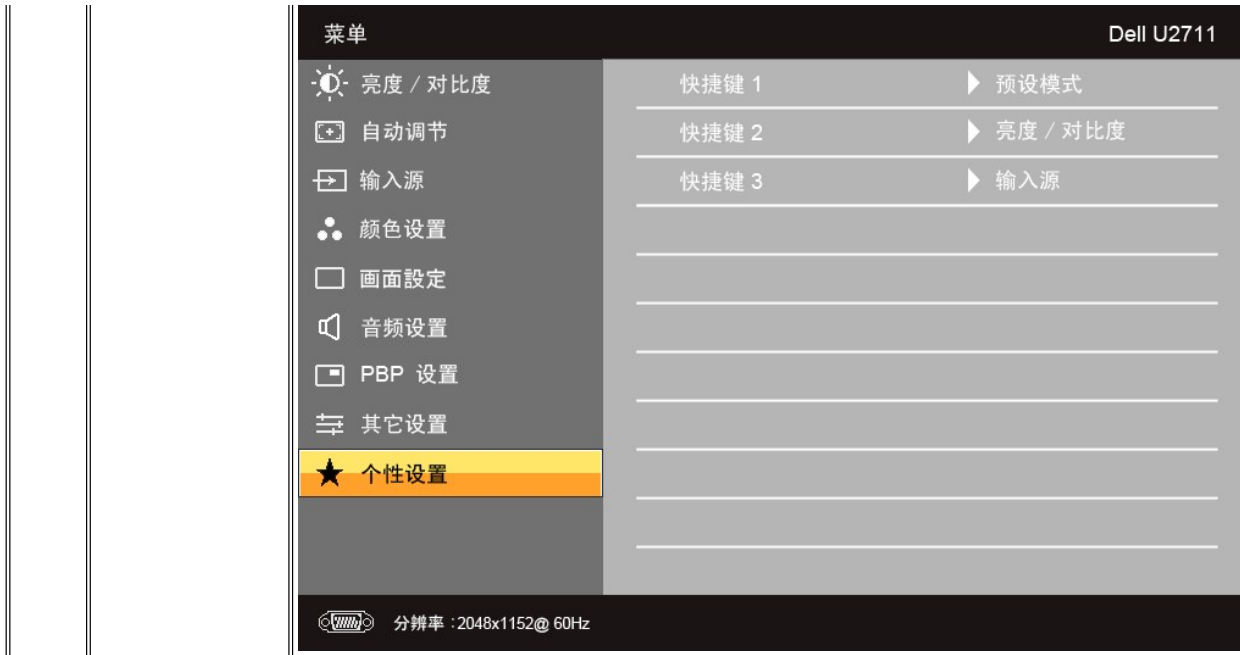 菜单 Dell U2711
亮度 / 对比度 快捷键 1 预设模式
自动调节 快捷键 2 亮度 / 对比度
输入源 快捷键 3 输入源
颜色设置
画面設定
音频设置
PBP 设置
其它设置
个性设置
分辨率 :2048x1152@ 60Hz